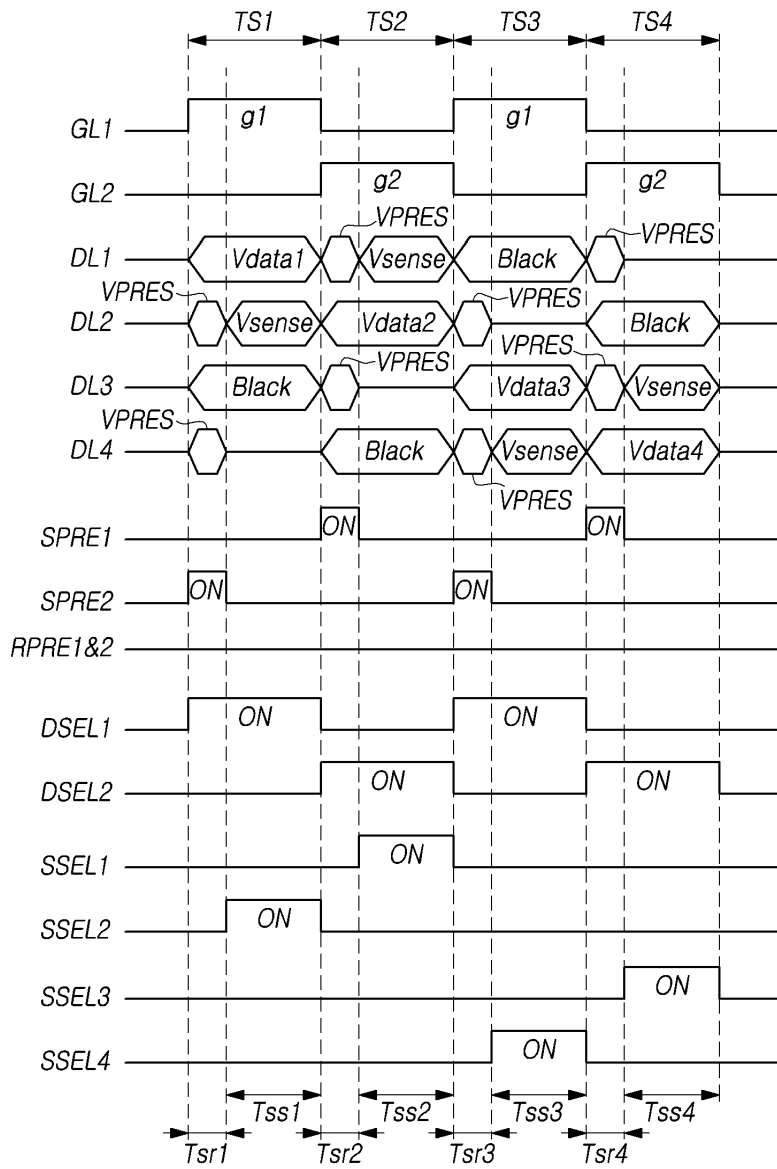 TS1 TS2 TS3 TS4
GL1 g1 g1
GL2 g2 g2
VPRES VPRES
DL1 Vdata1 Vsense Black
VPRES VPRES
DL2 Vsense Vdata2 Black
VPRES VPRES
DL3 Black Vdata3 Vsense
VPRES
DL4 Black Vsense Vdata4
VPRES
SPRE1 ON ON
SPRE2 ON ON
RPRE1&2
DSEL1 ON ON
DSEL2 ON ON
SSEL1 ON
SSEL2 ON
SSEL3 ON
SSEL4 ON
Tss1 Tss2 Tss3 Tss4
Tsr1 Tsr2 Tsr3 Tsr4